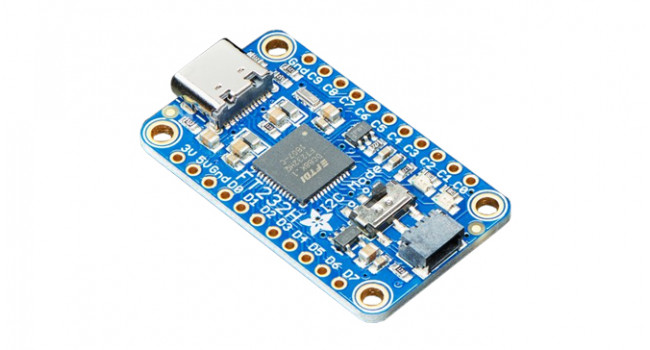 Gnd C9 C8 C7 C6 C5 C4 C3 C2 C1 C0
FTDI
FT232H
I2C Mode
3V 5V Gnd D0 D1 D2 D3 D4 D5 D6 D7